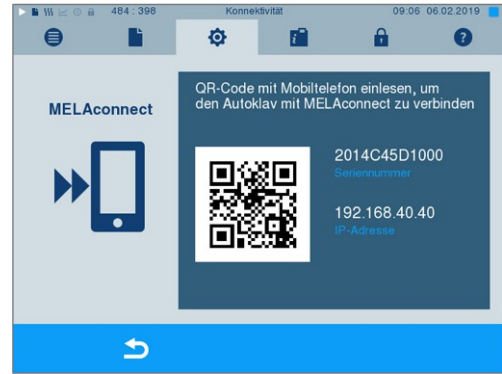 484 : 398 Konnektivität 09:06 06.02.2019
MELAconnect
QR-Code mit Mobiltelefon einlesen, um
den Autoklav mit MELAconnect zu verbinden
2014C45D1000
Seriennummer
192.168.40.40
IP-Adresse